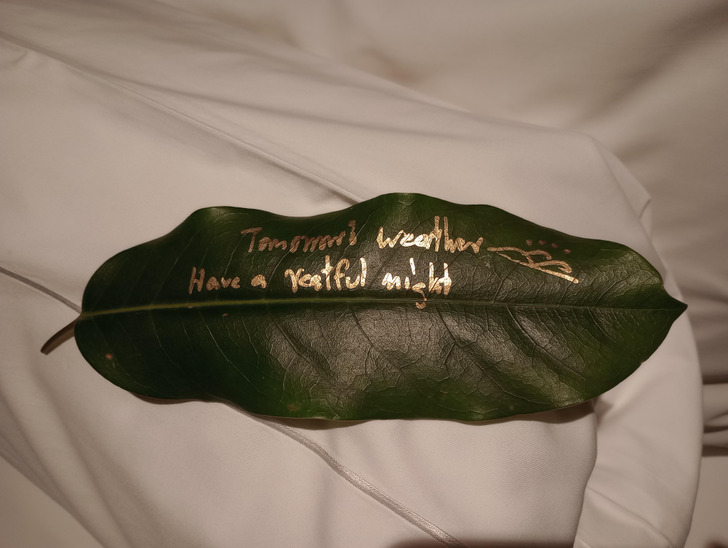 Tomorrow's weather
Have a restful night